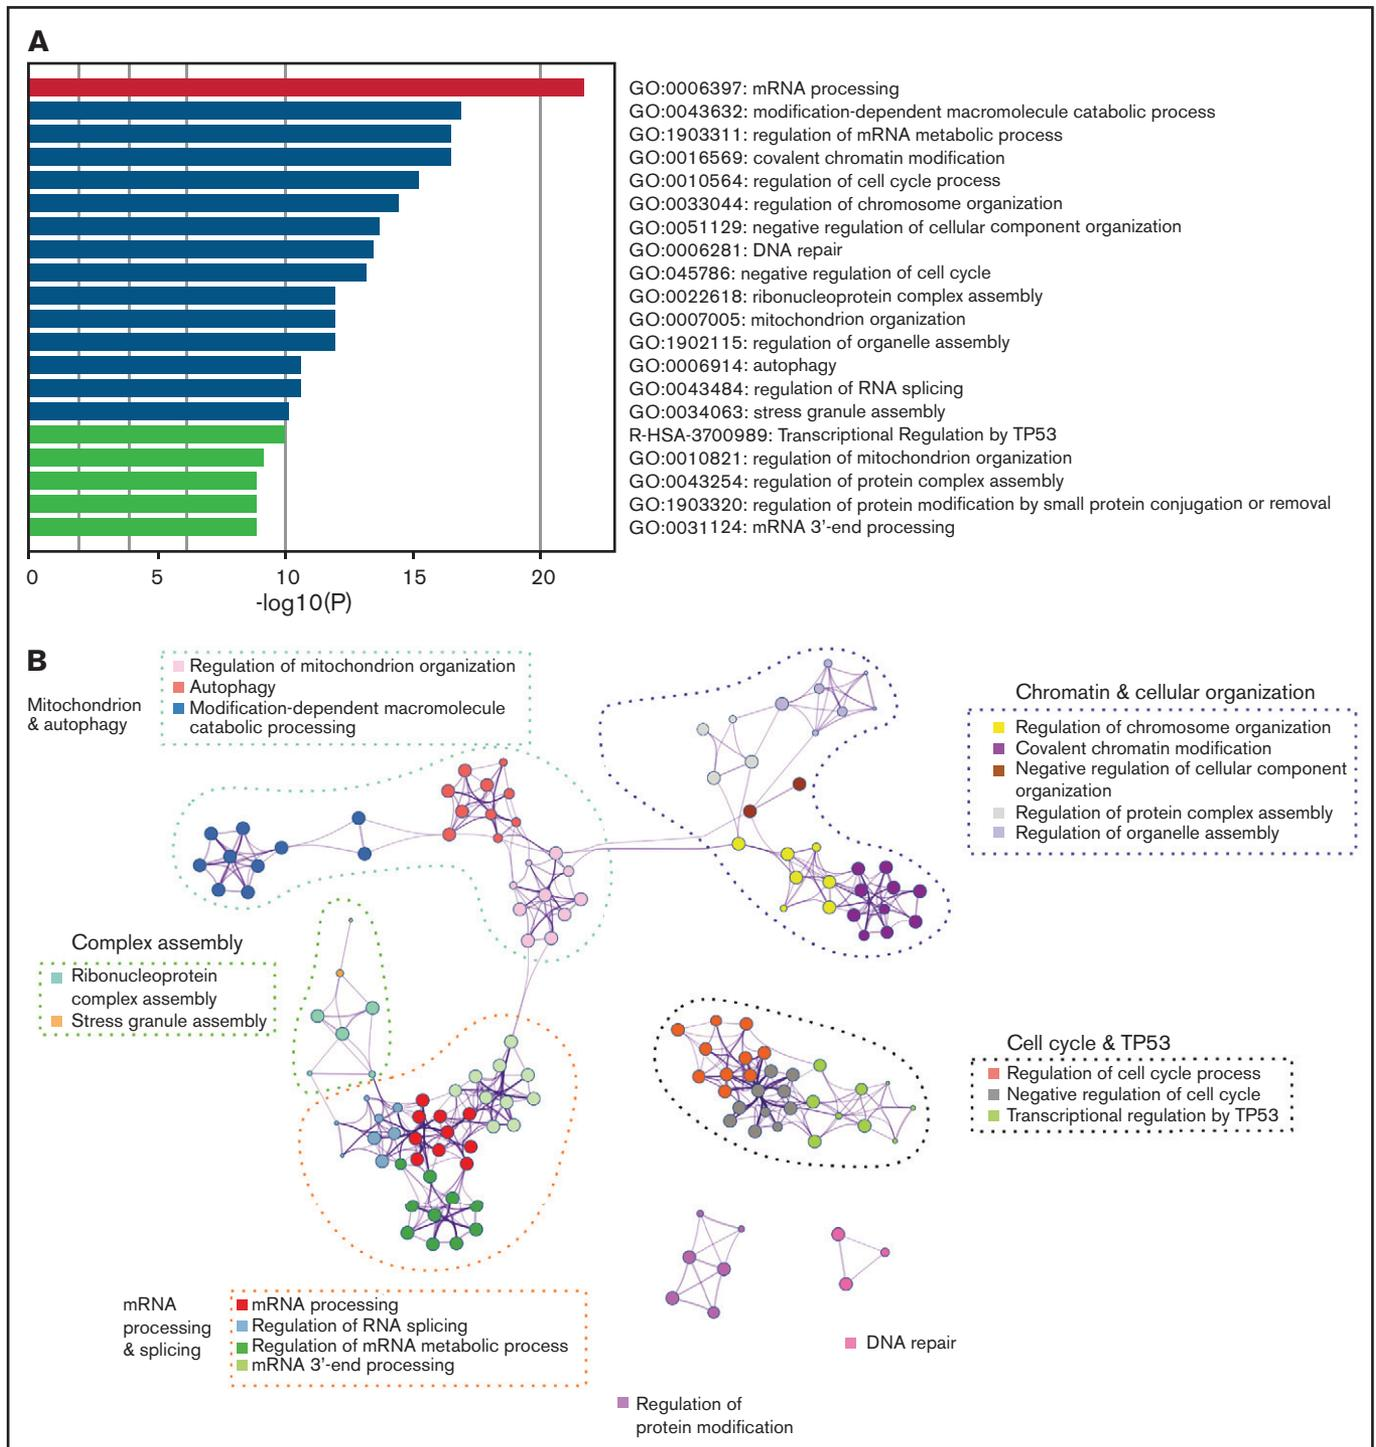 A
GO:0006397: mRNA processing
GO:0043632: modification-dependent macromolecule catabolic process
GO:1903311: regulation of mRNA metabolic process
GO:0016569: covalent chromatin modification
GO:0010564: regulation of cell cycle process
GO:0033044: regulation of chromosome organization
GO:0051129: negative regulation of cellular component organization
GO:0006281: DNA repair
GO:045786: negative regulation of cell cycle
GO:0022618: ribonucleoprotein complex assembly
GO:0007005: mitochondrion organization
GO:1902115: regulation of organelle assembly
GO:0006914: autophagy
GO:0043484: regulation of RNA splicing
GO:0034063: stress granule assembly
R-HSA-3700989: Transcriptional Regulation by TP53
GO:0010821: regulation of mitochondrion organization
GO:0043254: regulation of protein complex assembly
GO:1903320: regulation of protein modification by small protein conjugation or removal
GO:0031124: mRNA 3'-end processing
0 5 10 15 20
-log10(P)
B
Mitochondrion
& autophagy
Regulation of mitochondrion organization
Autophagy
Modification-dependent macromolecule
catabolic processing
Chromatin & cellular organization
Regulation of chromosome organization
Covalent chromatin modification
Negative regulation of cellular component
organization
Regulation of protein complex assembly
Regulation of organelle assembly
Complex assembly
Ribonucleoprotein
complex assembly
Stress granule assembly
Cell cycle & TP53
Regulation of cell cycle process
Negative regulation of cell cycle
Transcriptional regulation by TP53
mRNA
processing
& splicing
mRNA processing
Regulation of RNA splicing
Regulation of mRNA metabolic process
mRNA 3'-end processing
DNA repair
Regulation of
protein modification